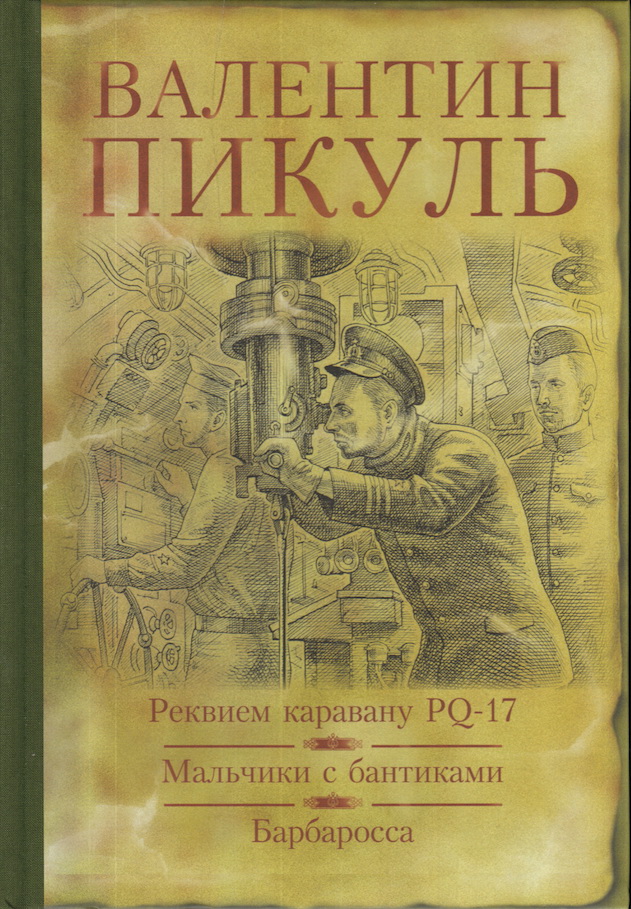 ВАЛЕНТИН
ПИКУЛЬ
Реквием каравану PQ-17
Мальчики с бантиками
Барбаросса